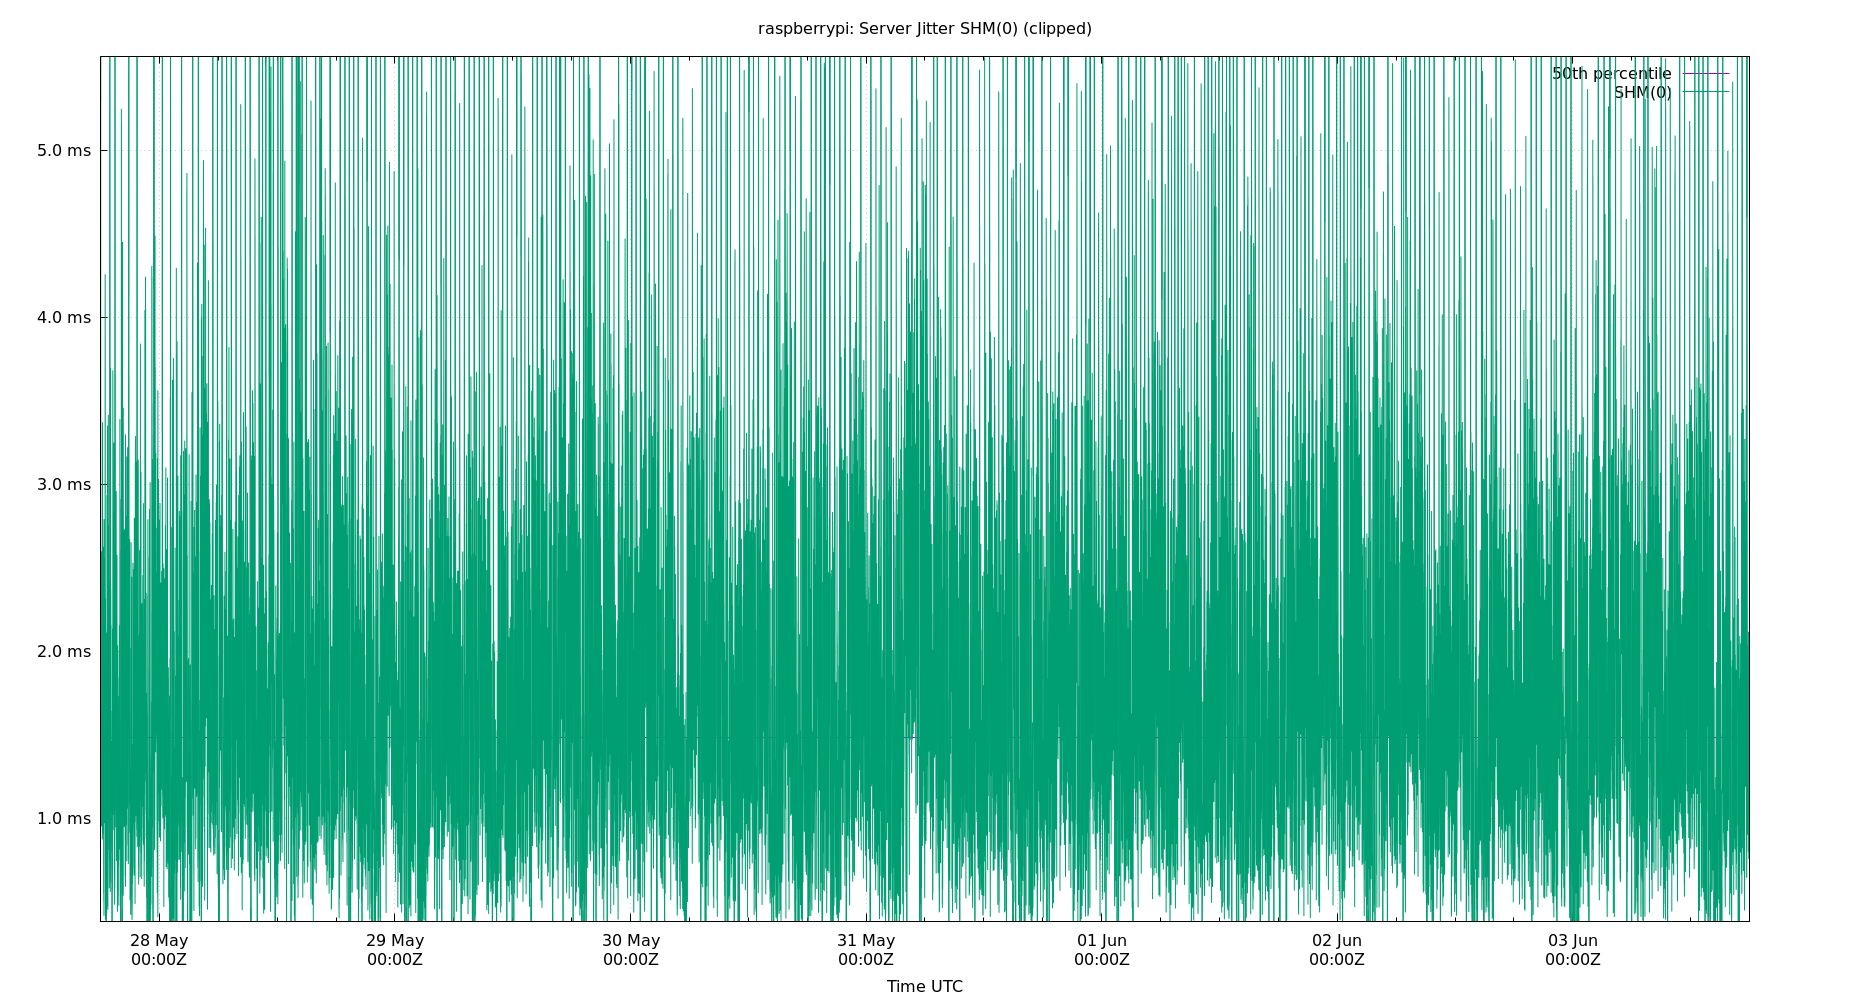 raspberrypi: Server Jitter SHM(0) (clipped)
50th percentile
SHM(0)
5.0 ms
4.0 ms
3.0 ms
2.0 ms
1.0 ms
28 May 29 May 30 May 31 May 01 Jun 02 Jun 03 Jun
00:00Z 00:00Z 00:00Z 00:00Z 00:00Z 00:00Z 00:00Z
Time UTC